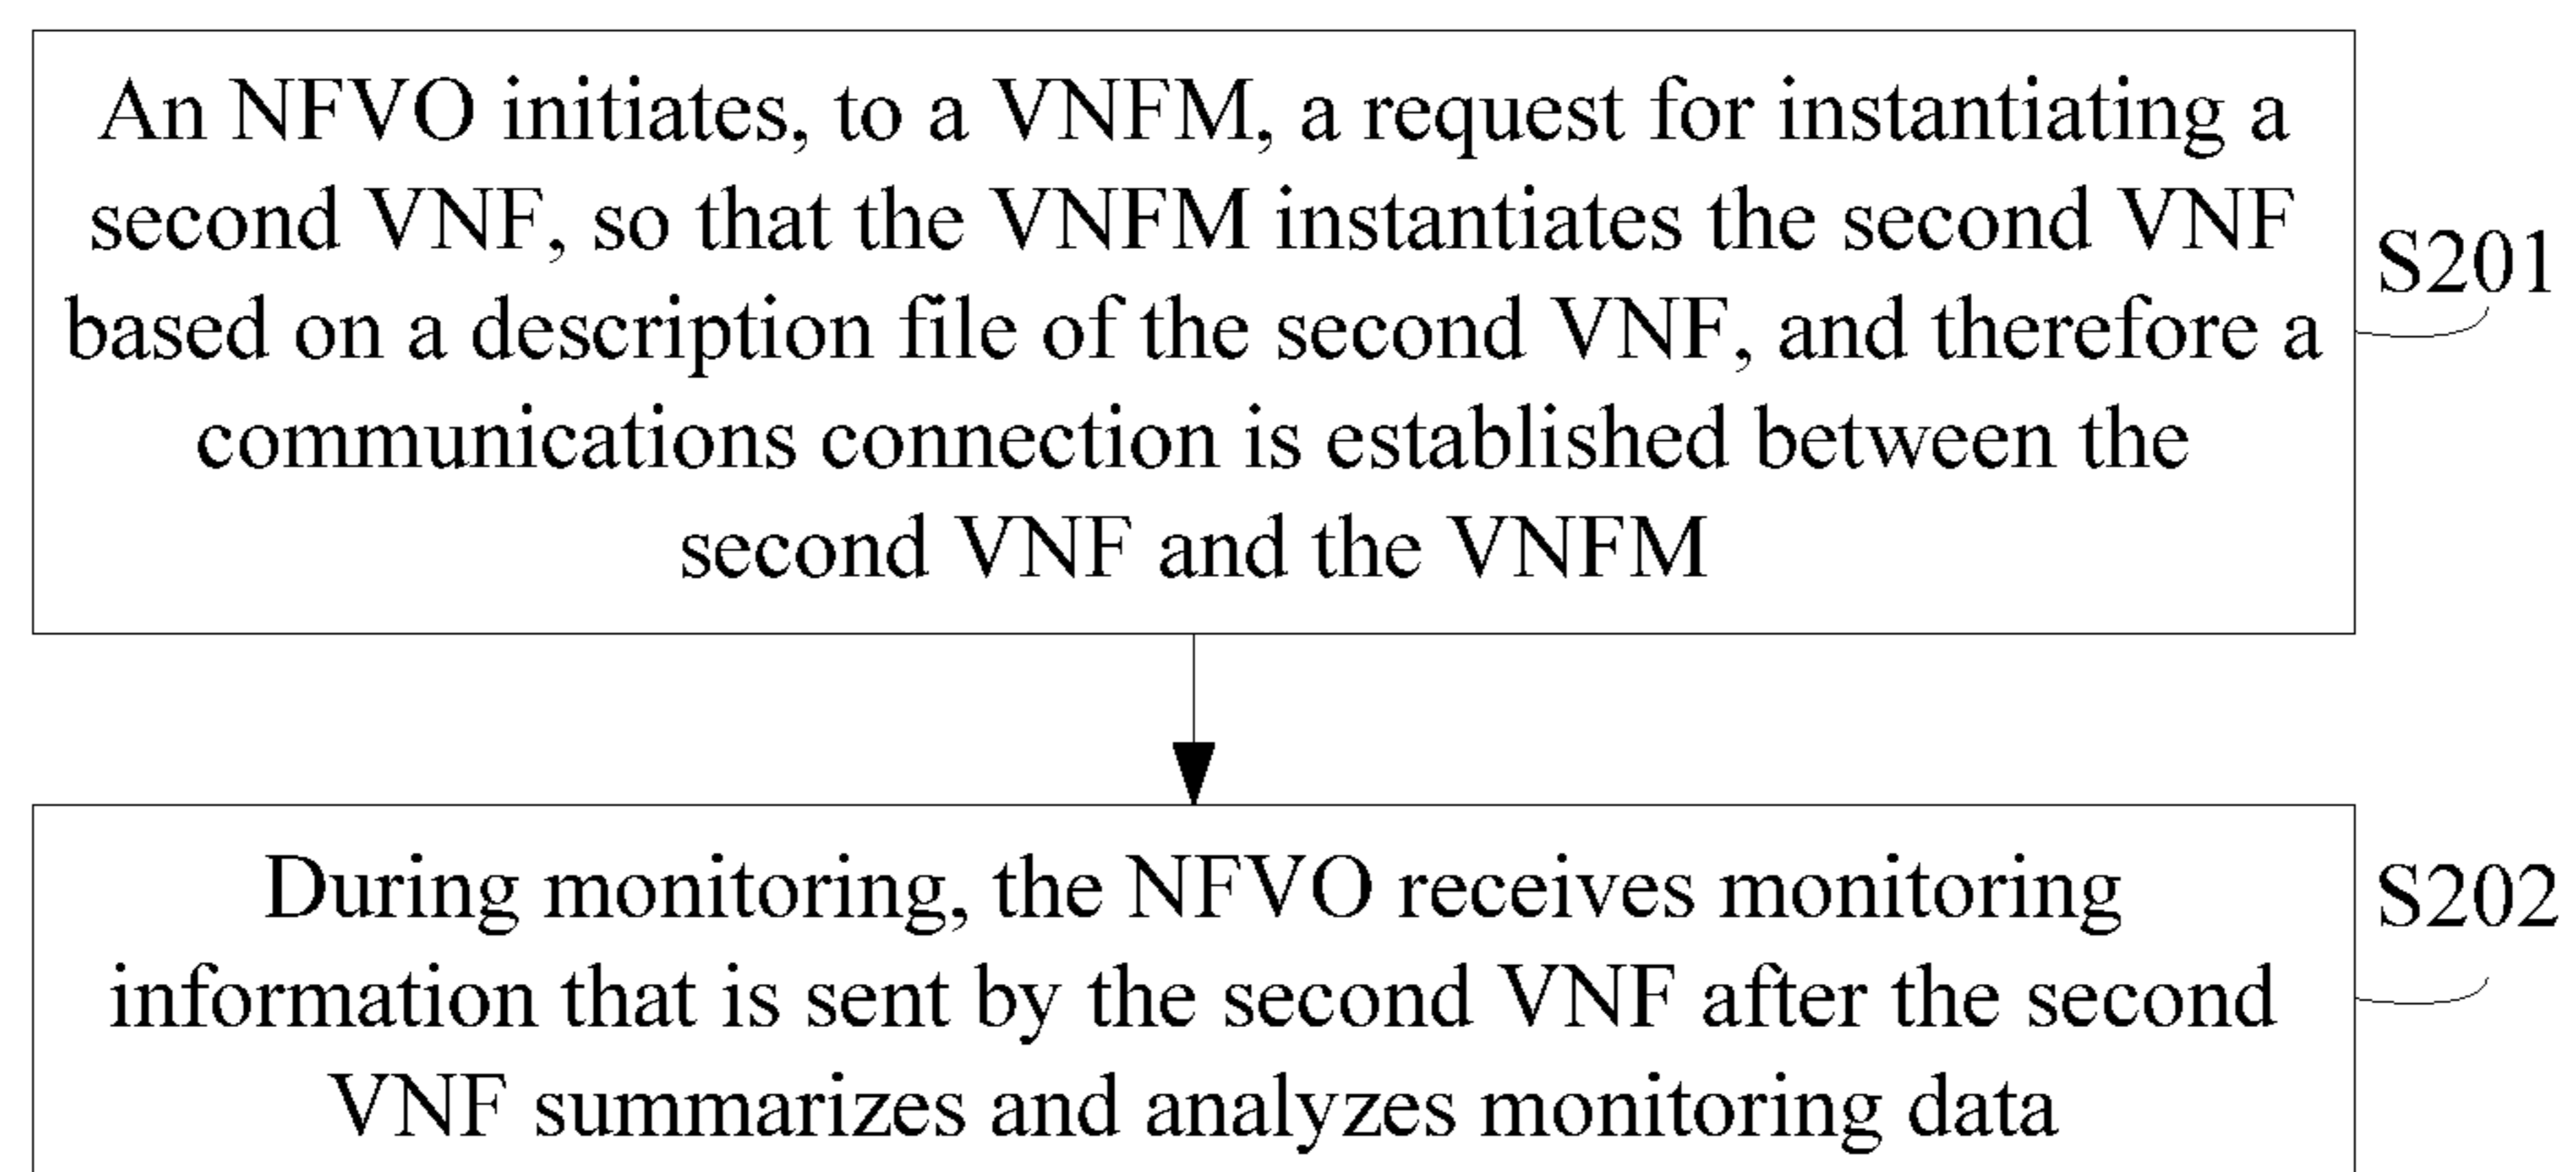 An NFVO initiates, to a VNFM, a request for instantiating a
second VNF, so that the VNFM instantiates the second VNF
based on a description file of the second VNF, and therefore a
communications connection is established between the
second VNF and the VNFM
S201
During monitoring, the NFVO receives monitoring
information that is sent by the second VNF after the second
VNF summarizes and analyzes monitoring data
S202